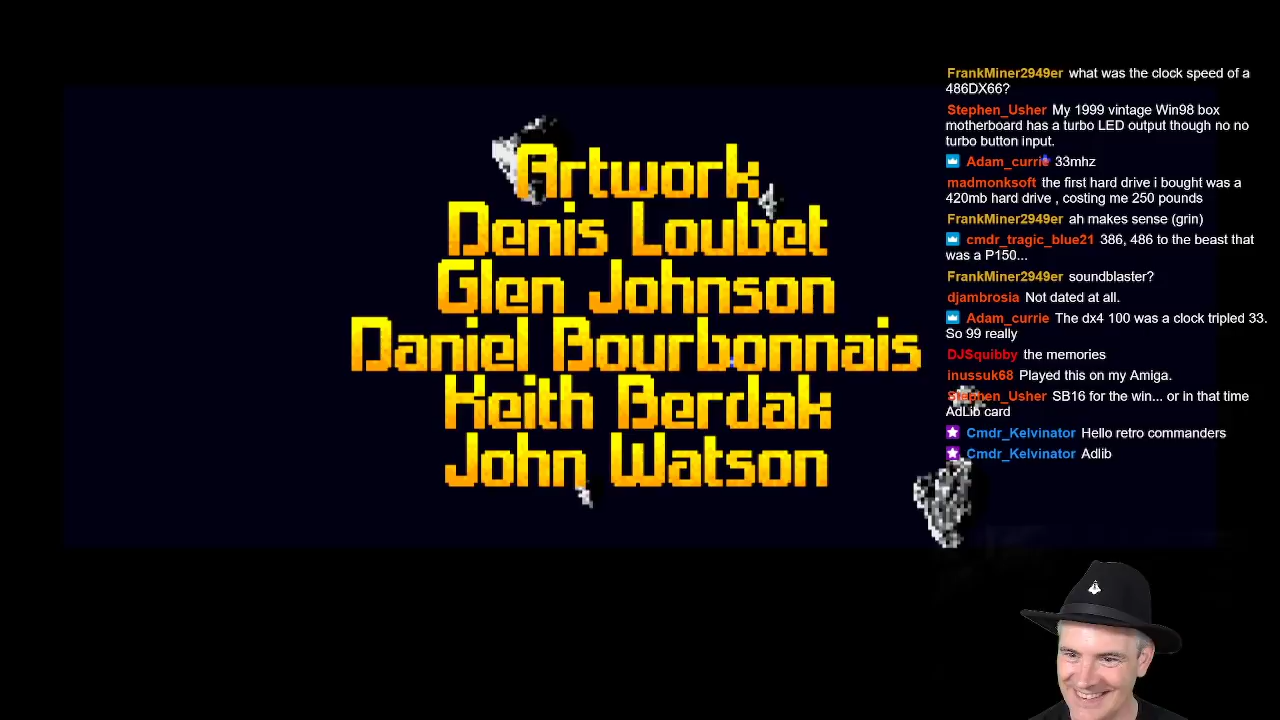 Artwork
Denis Loubet
Glen Johnson
Daniel Bourbonnais
Keith Berdak
John Watson
FrankMiner2949er what was the clock speed of a
486DX66?
Stephen_Usher My 1999 vintage Win98 box
motherboard has a turbo LED output though no no
turbo button input.
Adam_currie 33mhz
madmonksoft the first hard drive i bought was a
420mb hard drive , costing me 250 pounds
FrankMiner2949er ah makes sense (grin)
cmdr_tragic_blue21 386, 486 to the beast that
was a P150...
FrankMiner2949er soundblaster?
djambrosia Not dated at all.
Adam_currie The dx4 100 was a clock tripled 33.
So 99 really
DJSquibby the memories
inussuk68 Played this on my Amiga.
Stephen_Usher SB16 for the win... or in that time
AdLib card
Cmdr_Kelvinator Hello retro commanders
Cmdr_Kelvinator Adlib